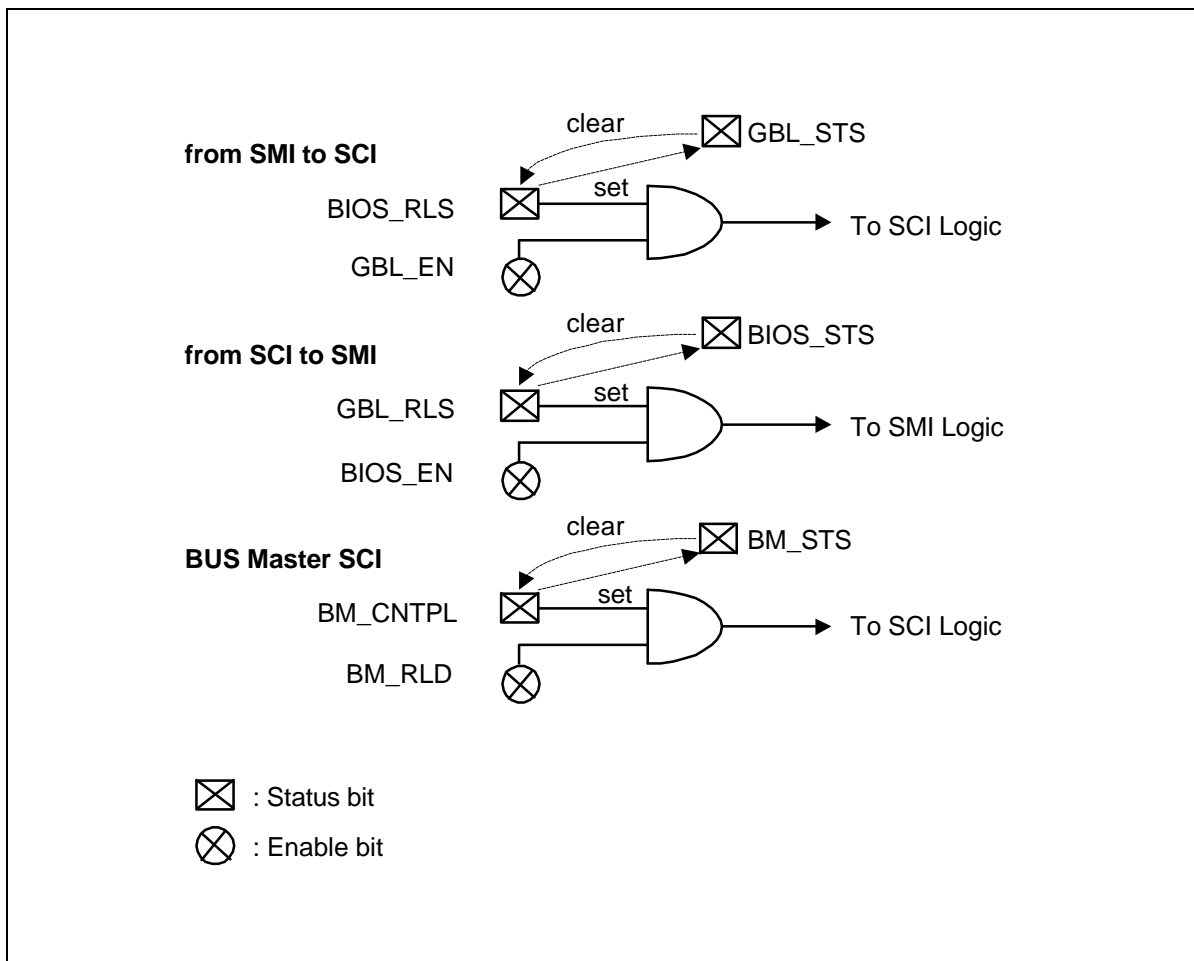 clear
GBL_STS
from SMI to SCI
set
BIOS_RLS
To SCI Logic
GBL_EN
clear
BIOS_STS
from SCI to SMI
set
GBL_RLS
To SMI Logic
BIOS_EN
clear
BM_STS
BUS Master SCI
set
BM_CNTPL
To SCI Logic
BM_RLD
: Status bit
: Enable bit